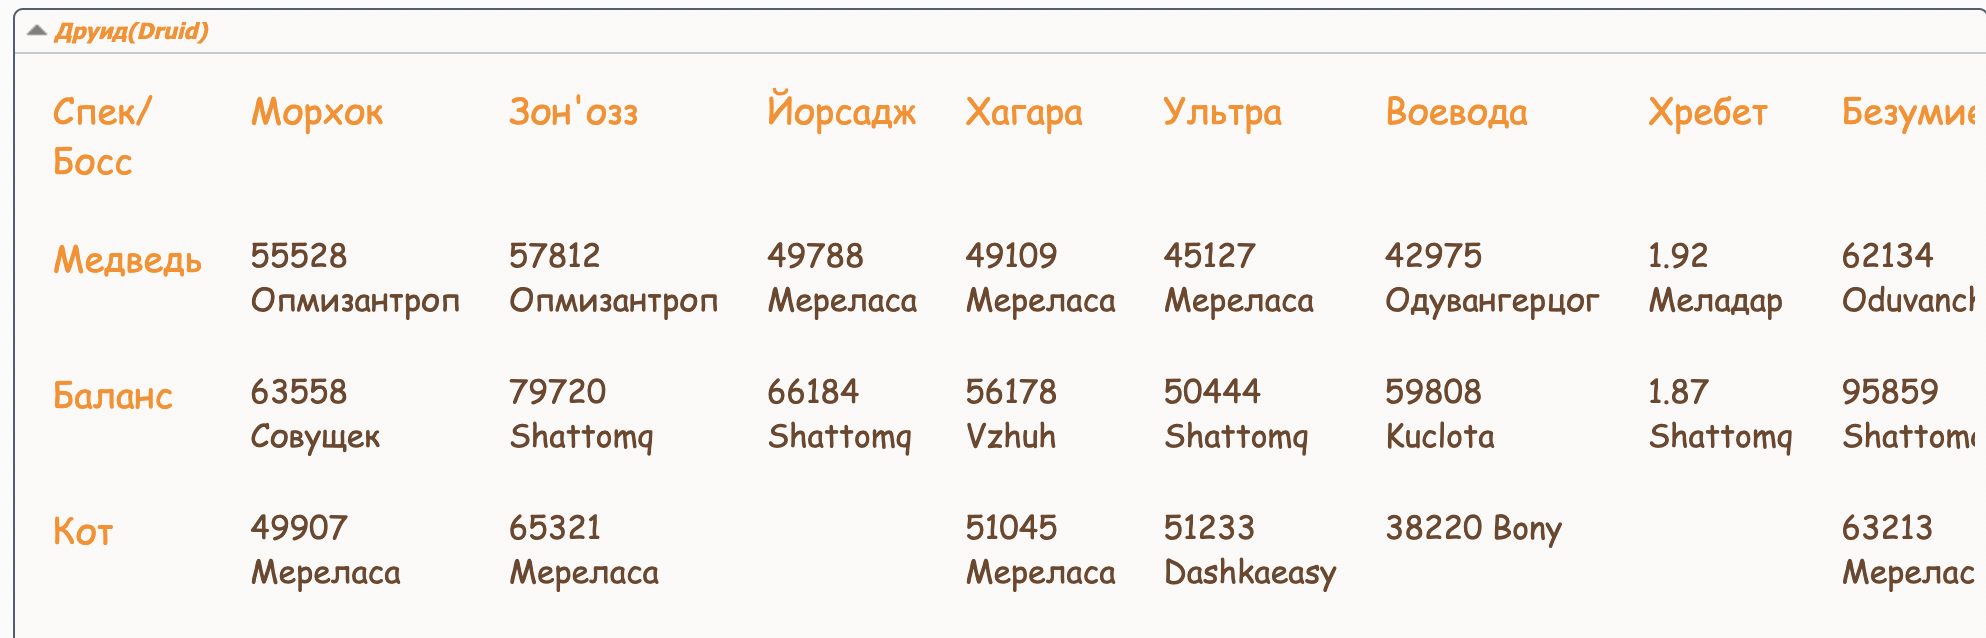 Друид(Druid)
Спек/ Морхок Зон'озз Йорсадж Хагара Ультра Воевода Хребет Безумие
Босс
Медведь 55528 57812 49788 49109 45127 42975 1.92 62134
Опмизантроп Опмизантроп Мереласа Мереласа Мереласа Одувангерцог Меладар
Баланс 63558 79720 66184 56178 50444 59808 1.87 95859
Совущек Shattomq Shattomq Vzhuh Shattomq Kuclota Shattomq
Кот 49907 65321 51045 51233 38220 Bony 63213
Мереласа Мереласа Мереласа Dashkaeasy